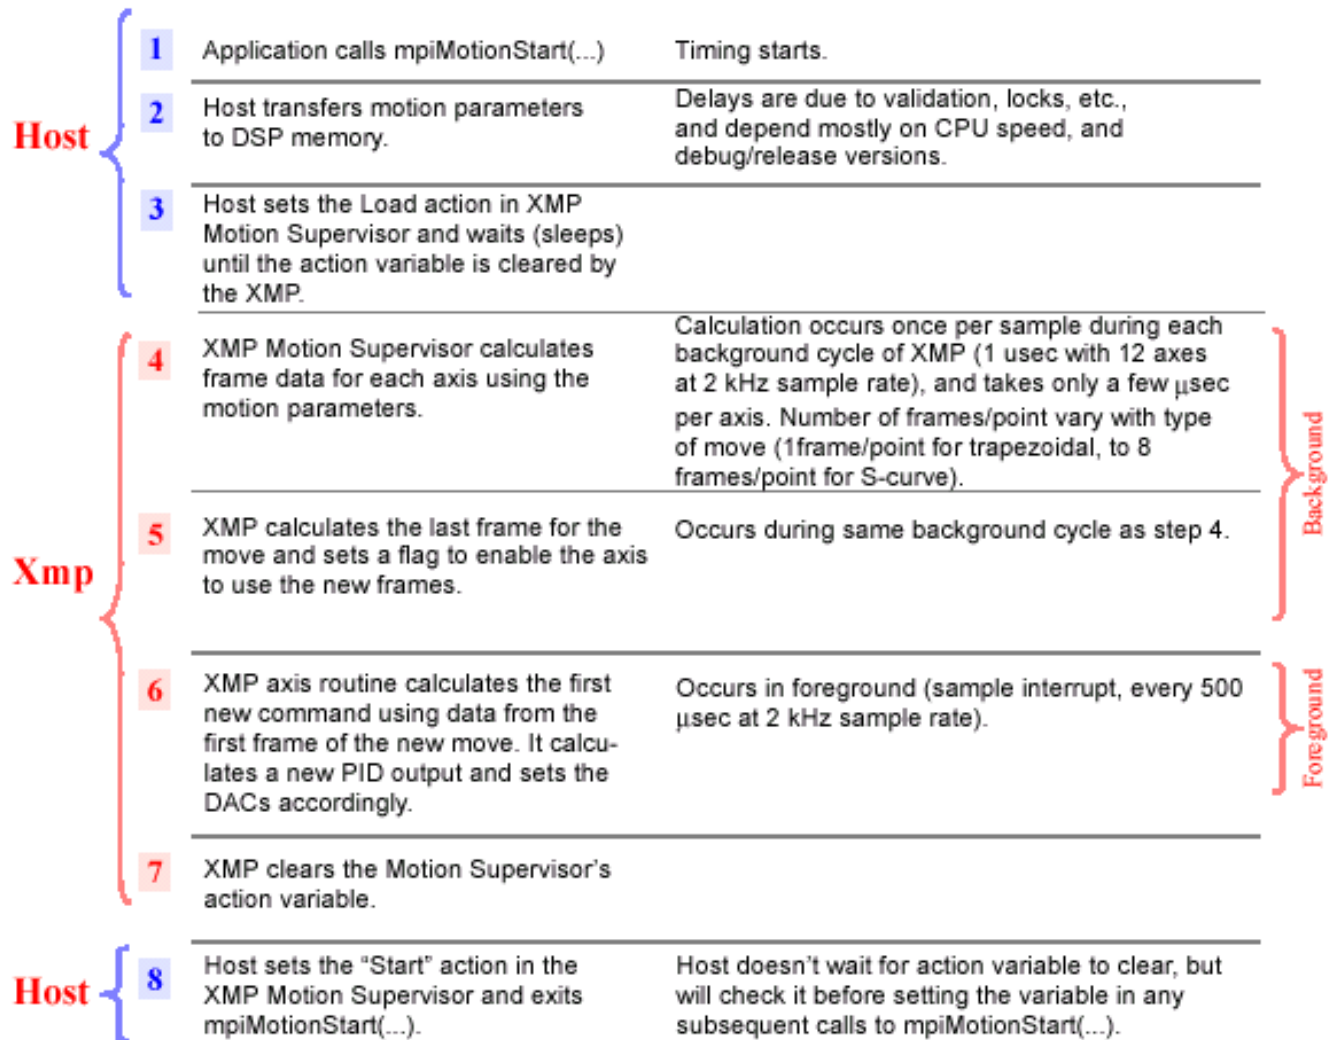 Host
1
Application calls mpiMotionStart(...)
Timing starts.
2
Host transfers motion parameters
to DSP memory.
Delays are due to validation, locks, etc.,
and depend mostly on CPU speed, and
debug/release versions.
3
Host sets the Load action in XMP
Motion Supervisor and waits (sleeps)
until the action variable is cleared by
the XMP.
Xmp
4
XMP Motion Supervisor calculates
frame data for each axis using the
motion parameters.
Calculation occurs once per sample during each
background cycle of XMP (1 usec with 12 axes
at 2 kHz sample rate), and takes only a few μsec
per axis. Number of frames/point vary with type
of move (1frame/point for trapezoidal, to 8
frames/point for S-curve).
Background
5
XMP calculates the last frame for the
move and sets a flag to enable the axis
to use the new frames.
Occurs during same background cycle as step 4.
6
XMP axis routine calculates the first
new command using data from the
first frame of the new move. It calcu-
lates a new PID output and sets the
DACs accordingly.
Occurs in foreground (sample interrupt, every 500
μsec at 2 kHz sample rate).
Foreground
7
XMP clears the Motion Supervisor's
action variable.
Host
8
Host sets the “Start” action in the
XMP Motion Supervisor and exits
mpiMotionStart(...).
Host doesn't wait for action variable to clear, but
will check it before setting the variable in any
subsequent calls to mpiMotionStart(...).